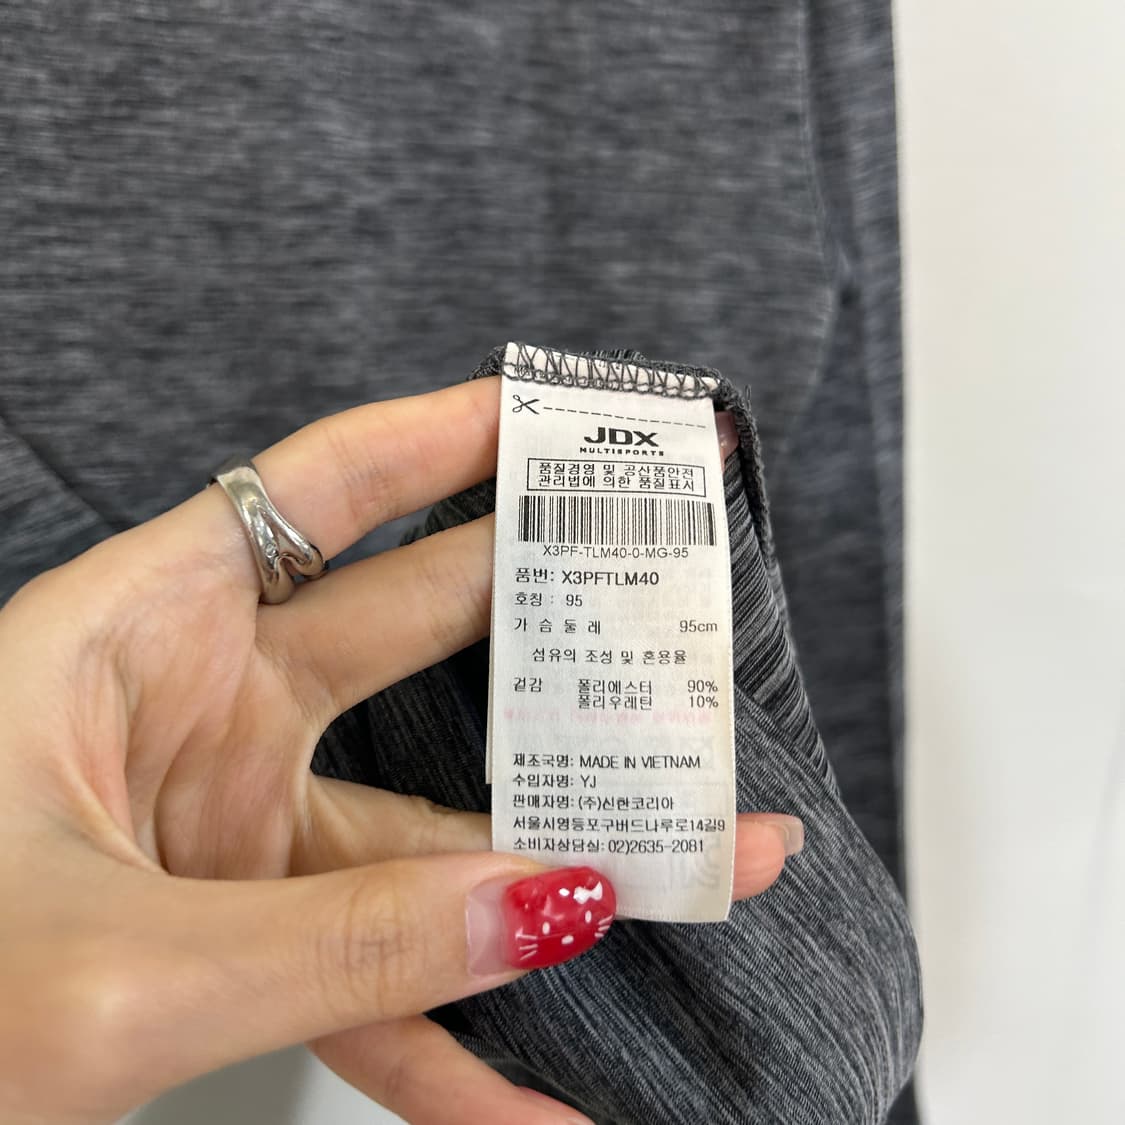 JDX
MULTISPORTS
품질경영 및 공산품안전
관리법에 의한 품질표시
X3PF-TLM40-0-MG-95
품번: X3PFTLM40
호칭 : 95
가 슴 둘 레 95cm
섬유의 조성 및 혼용율
겉감 폴리에스터 90%
폴리우레탄 10%
제조국명: MADE IN VIETNAM
수입자명: YJ
판매자명: (주)신한코리아
서울시영등포구버드나루로14길9
소비자상담실: 02)2635-2081